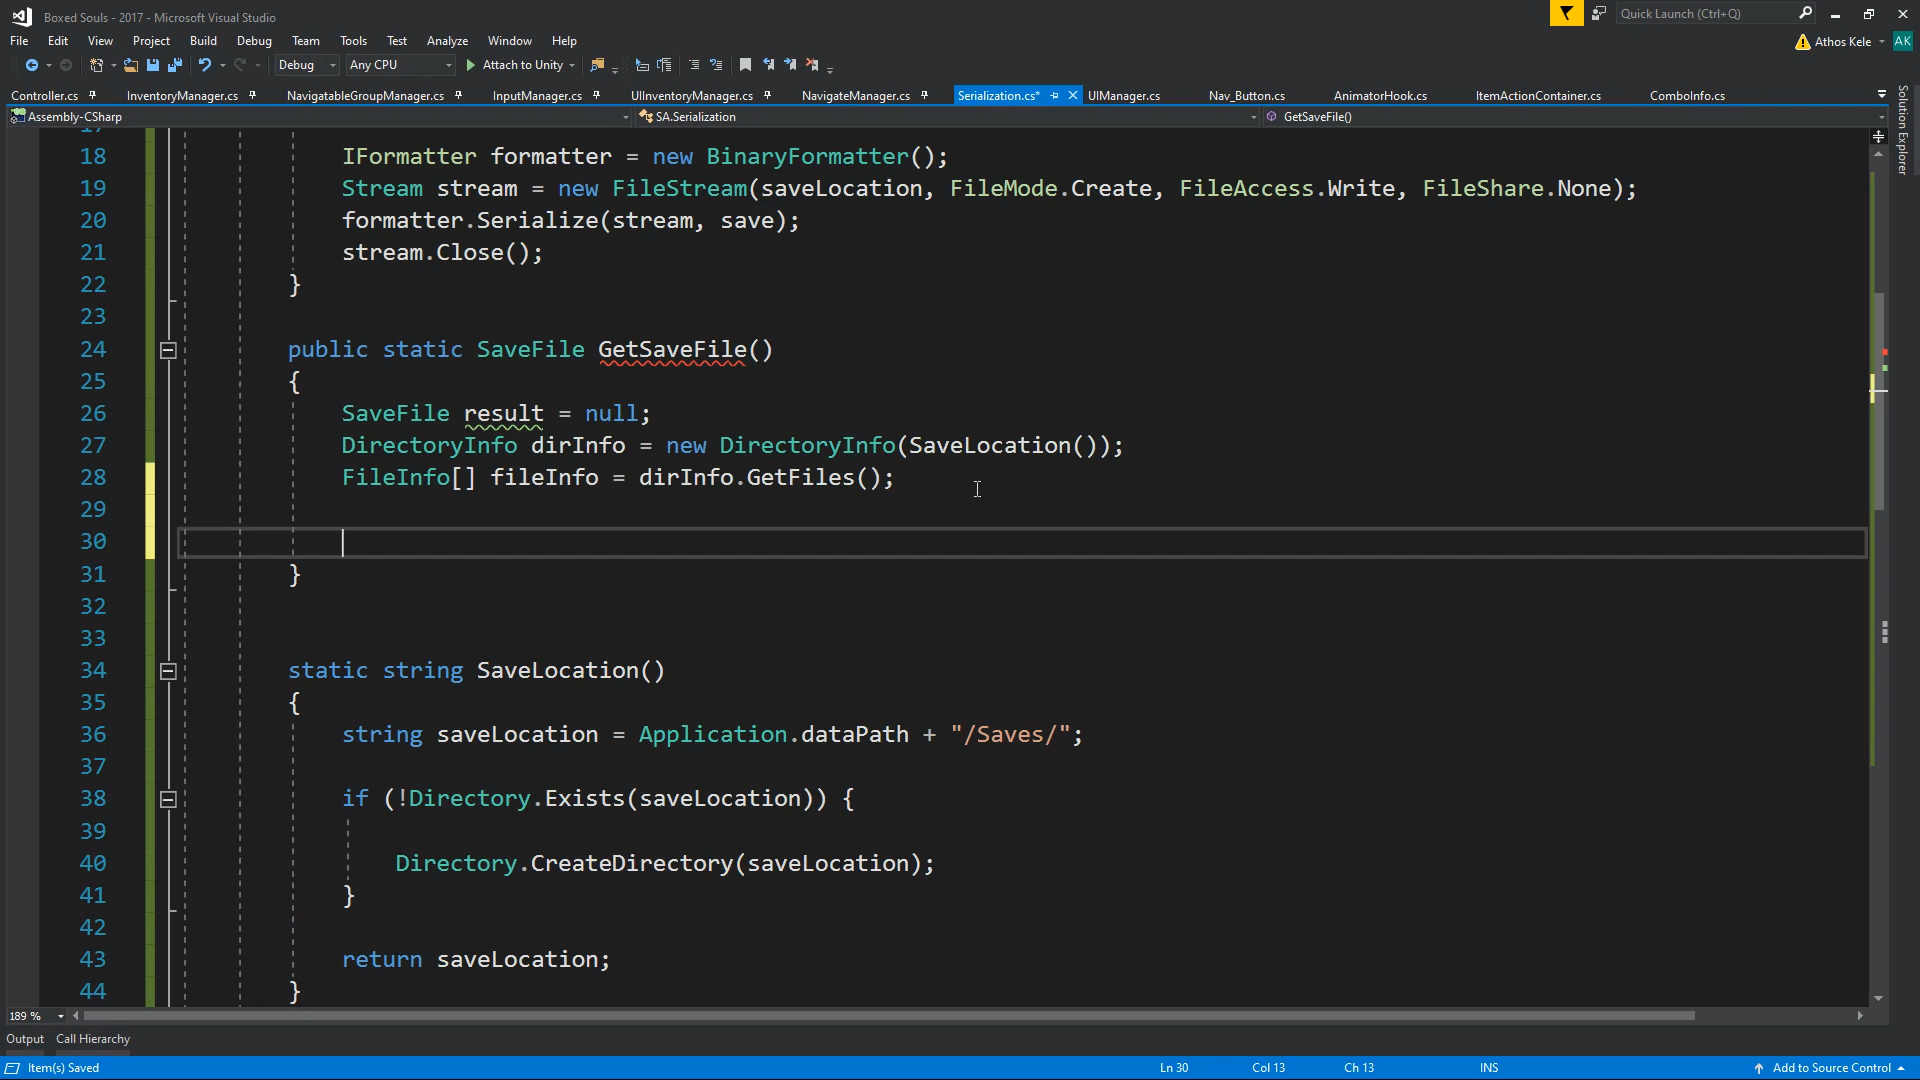 Boxed Souls - 2017 - Microsoft Visual Studio
Quick Launch (Ctrl+Q)
File Edit View Project Build Debug Team Tools Test Analyze Window Help
Athos Kele AK
Debug Any CPU Attach to Unity
Controller.cs InventoryManager.cs NavigatableGroupManager.cs InputManager.cs UIInventoryManager.cs NavigateManager.cs Serialization.cs* UIManager.cs Nav_Button.cs AnimatorHook.cs ItemActionContainer.cs ComboInfo.cs
Solution Explorer
Assembly-CSharp SA.Serialization GetSaveFile()
17
18 IFormatter formatter = new BinaryFormatter();
19 Stream stream = new FileStream(saveLocation, FileMode.Create, FileAccess.Write, FileShare.None);
20 formatter.Serialize(stream, save);
21 stream.Close();
22 }
23
24 public static SaveFile GetSaveFile()
25 {
26 SaveFile result = null;
27 DirectoryInfo dirInfo = new DirectoryInfo(SaveLocation());
28 FileInfo[] fileInfo = dirInfo.GetFiles();
29
30
31 }
32
33
34 static string SaveLocation()
35 {
36 string saveLocation = Application.dataPath + "/Saves/";
37
38 if (!Directory.Exists(saveLocation)) {
39
40 Directory.CreateDirectory(saveLocation);
41 }
42
43 return saveLocation;
44 }
189 %
Output Call Hierarchy
Item(s) Saved Ln 30 Col 13 Ch 13 INS Add to Source Control